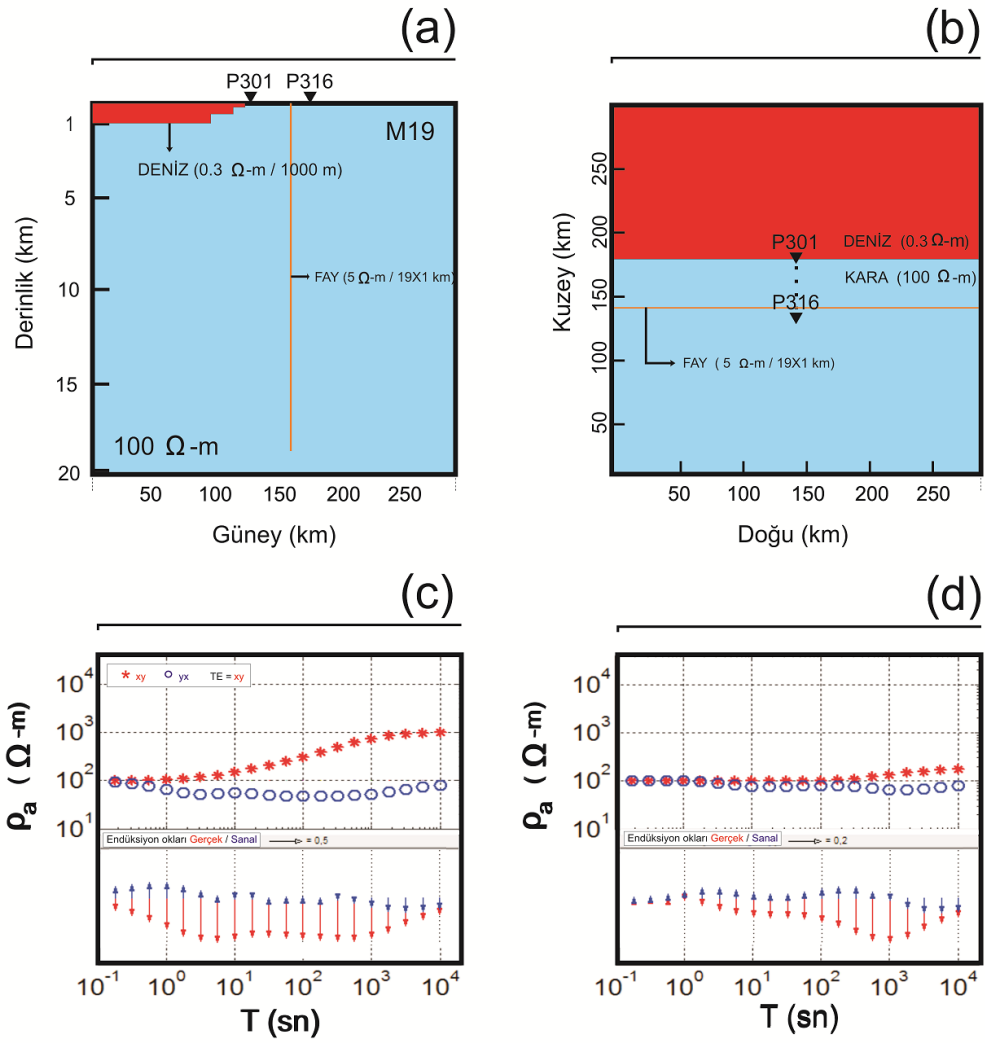 (a)
P301 P316
1
M19
DENİZ (0.3 Ω-m / 1000 m)
5
FAY (5 Ω-m / 19X1 km)
10
15
100 Ω-m
20
50 100 150 200 250
Derinlik (km)
Güney (km)
(b)
250
200
P301
DENİZ (0.3 Ω-m)
KARA (100 Ω-m)
150
P316
100
FAY ( 5 Ω-m / 19X1 km)
50
50 100 150 200 250
Kuzey (km)
Doğu (km)
(c)
xy yx TE = xy
10⁴
10³
10²
10¹
ρa ( Ω -m)
Endüksiyon okları Gerçek / Sanal = 0,5
10⁻¹ 10⁰ 10¹ 10² 10³ 10⁴
T (sn)
(d)
10⁴
10³
10²
10¹
ρa ( Ω -m)
Endüksiyon okları Gerçek / Sanal = 0,2
10⁻¹ 10⁰ 10¹ 10² 10³ 10⁴
T (sn)